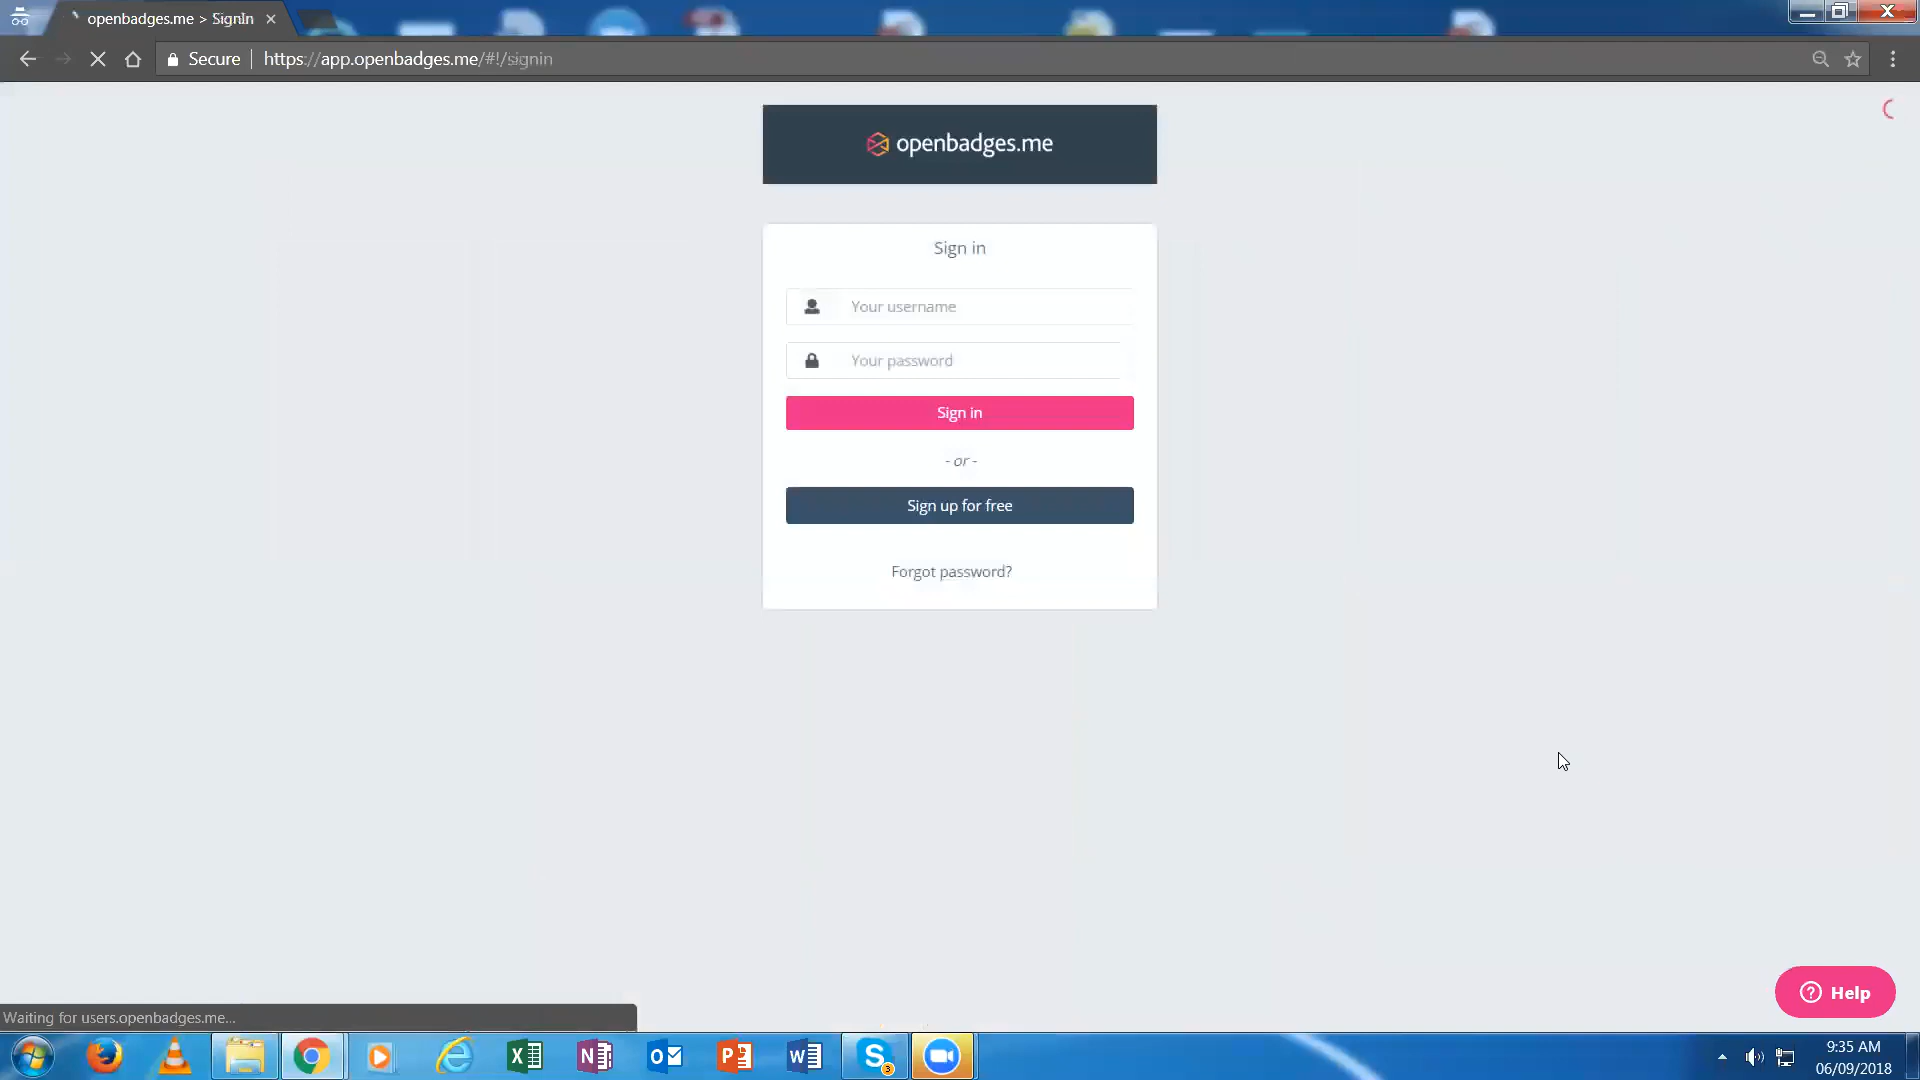 openbadges.me > SignIn
Secure
https://app.openbadges.me/#!/signin
openbadges.me
Sign in
Your username
Your password
Sign in
- or -
Sign up for free
Forgot password?
Help
Waiting for users.openbadges.me...
3
9:35 AM
06/09/2018